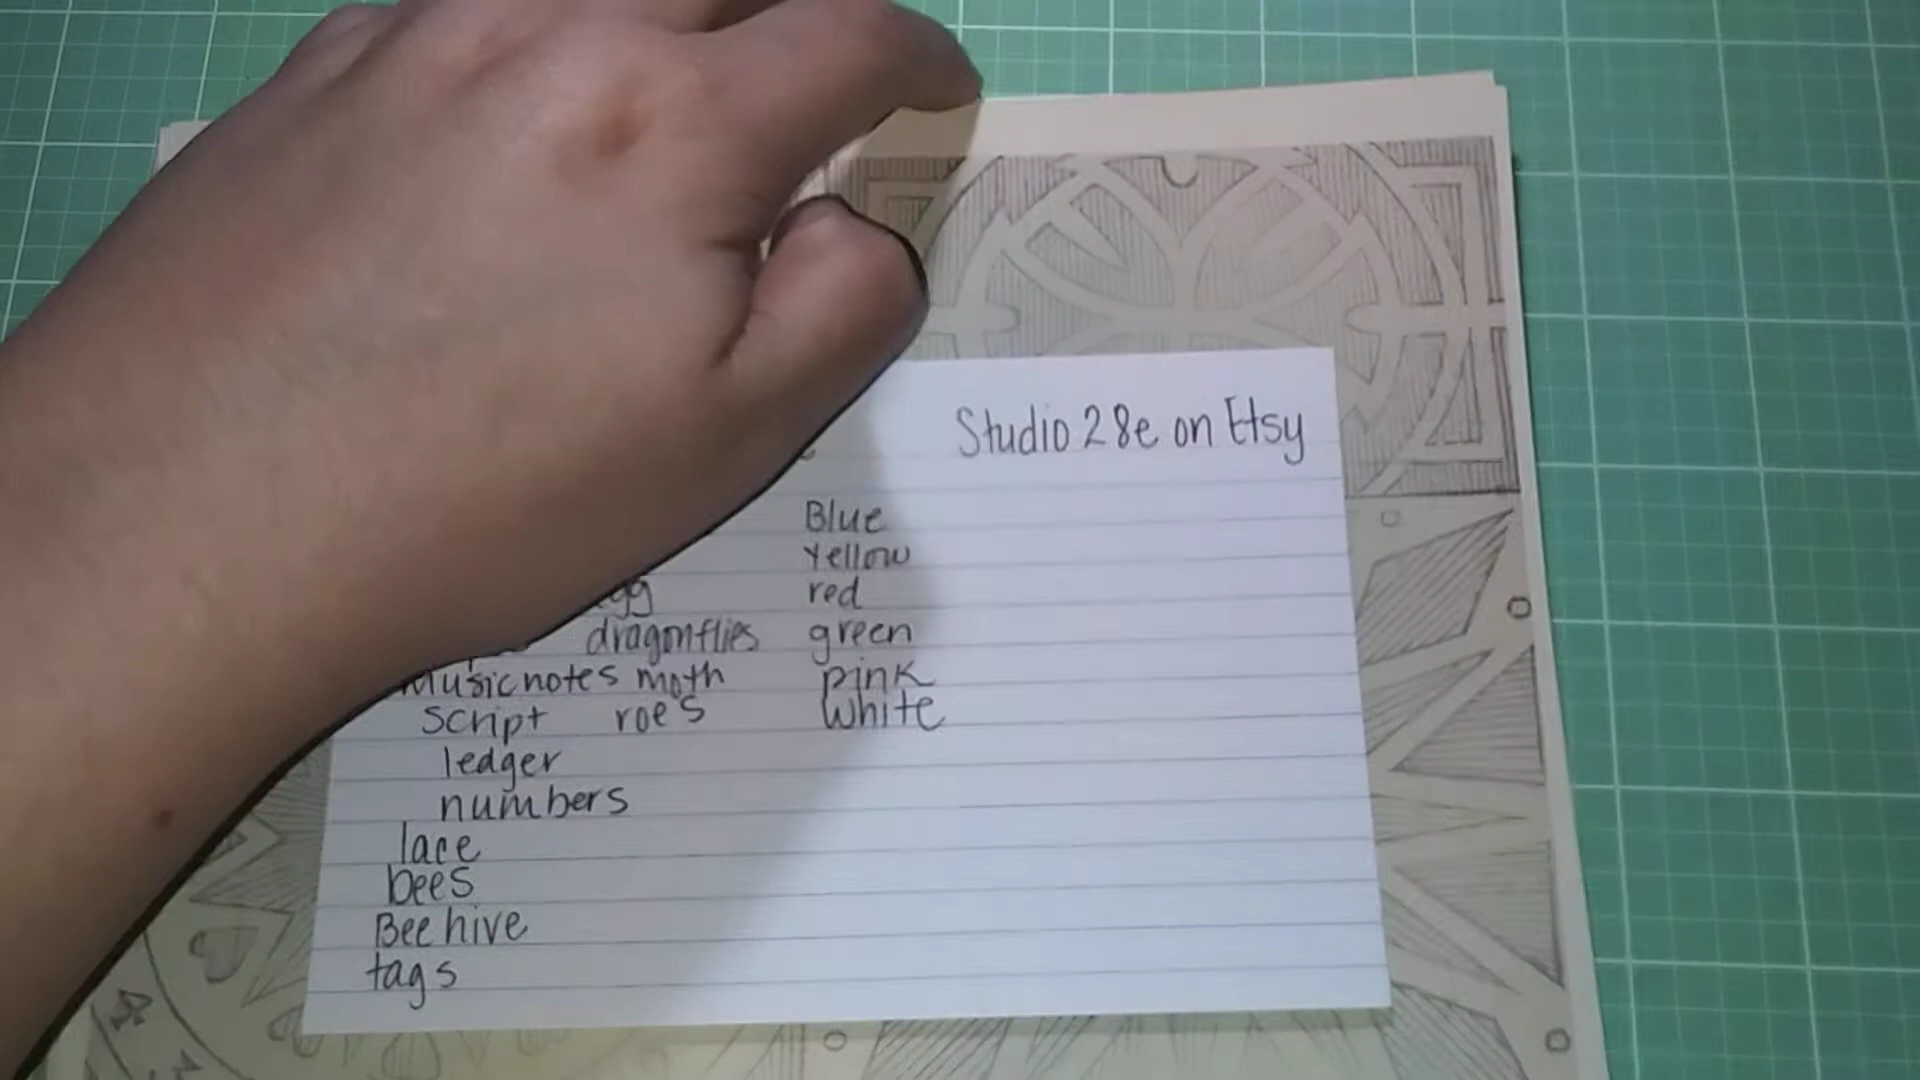 Studio 28e on Etsy
Blue
Yellow
red
dragonflies green
Musicnotes moth pink
Script roe's white
ledger
numbers
lace
bees
Bee hive
tags
4